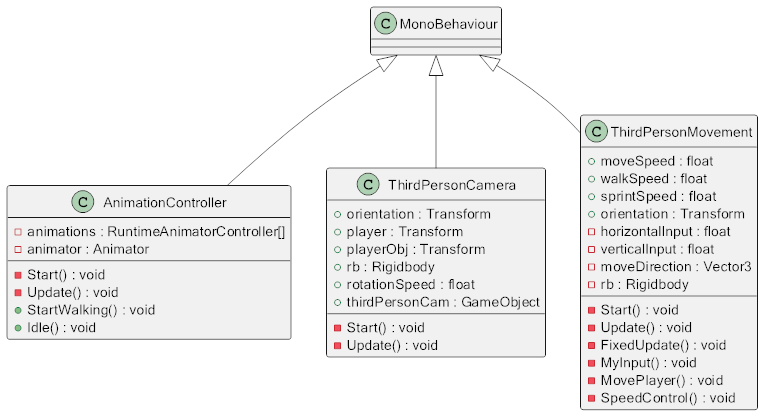 C MonoBehaviour
C AnimationController
animations : RuntimeAnimatorController[]
animator : Animator
Start() : void
Update() : void
StartWalking() : void
Idle() : void
C ThirdPersonCamera
orientation : Transform
player : Transform
playerObj : Transform
rb : Rigidbody
rotationSpeed : float
thirdPersonCam : GameObject
Start() : void
Update() : void
C ThirdPersonMovement
moveSpeed : float
walkSpeed : float
sprintSpeed : float
orientation : Transform
horizontalInput : float
verticalInput : float
moveDirection : Vector3
rb : Rigidbody
Start() : void
Update() : void
FixedUpdate() : void
MyInput() : void
MovePlayer() : void
SpeedControl() : void